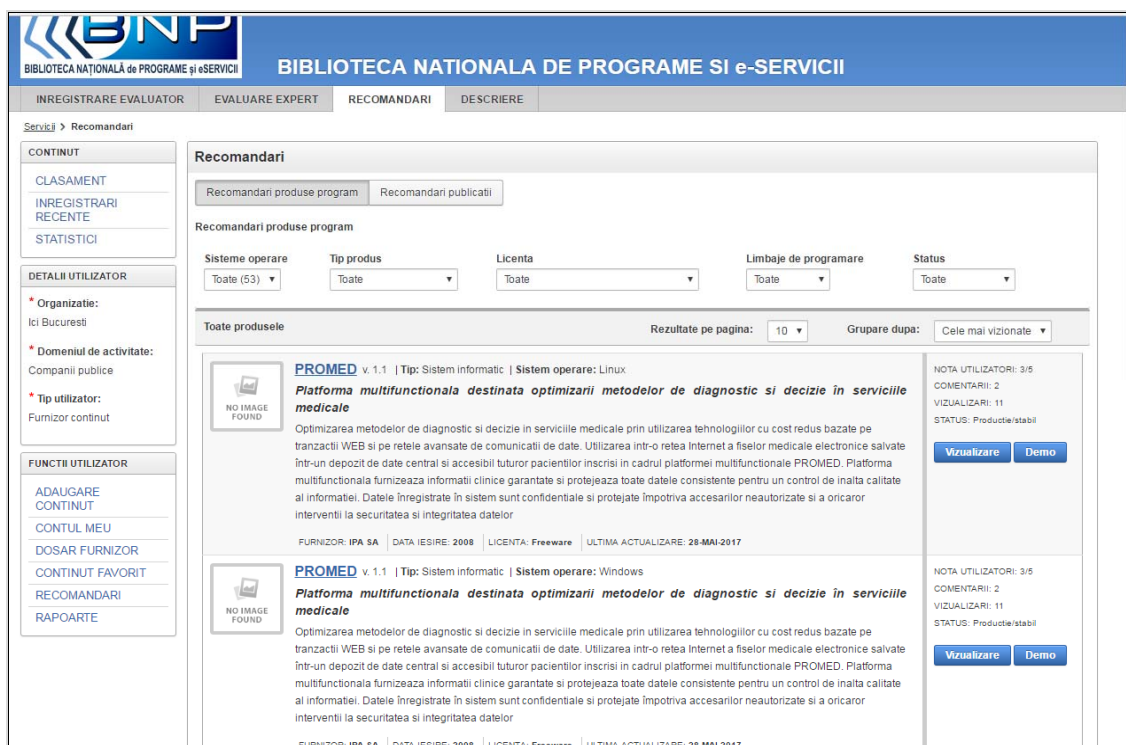 BNP
BIBLIOTECA NAȚIONALĂ de PROGRAME și eSERVICII
BIBLIOTECA NATIONALA DE PROGRAME SI e-SERVICII
INREGISTRARE EVALUATOR EVALUARE EXPERT RECOMANDARI DESCRIERE
Servicii > Recomandari
CONTINUT
CLASAMENT
INREGISTRARI
RECENTE
STATISTICI
DETALII UTILIZATOR
* Organizatie:
Ici Bucuresti
* Domeniul de activitate:
Companii publice
* Tip utilizator:
Furnizor continut
FUNCTII UTILIZATOR
ADAUGARE
CONTINUT
CONTUL MEU
DOSAR FURNIZOR
CONTINUT FAVORIT
RECOMANDARI
RAPOARTE
Recomandari
Recomandari produse program Recomandari publicatii
Recomandari produse program
Sisteme operare Tip produs Licenta Limbaje de programare Status
Toate (53) Toate Toate Toate Toate
Toate produsele Rezultate pe pagina: 10 Grupare dupa: Cele mai vizionate
NO IMAGE
FOUND
PROMED v. 1.1 | Tip: Sistem informatic | Sistem operare: Linux
Platforma multifunctionala destinata optimizarii metodelor de diagnostic si decizie în serviciile
medicale
Optimizarea metodelor de diagnostic si decizie in serviciile medicale prin utilizarea tehnologiilor cu cost redus bazate pe
tranzactii WEB si pe retele avansate de comunicatii de date. Utilizarea intr-o retea Internet a fiselor medicale electronice salvate
într-un depozit de date central si accesibil tuturor pacientilor inscrisi in cadrul platformei multifunctionale PROMED. Platforma
multifunctionala furnizeaza informatii clinice garantate si protejeaza toate datele consistente pentru un control de inalta calitate
al informatiei. Datele înregistrate în sistem sunt confidentiale si protejate împotriva accesarilor neautorizate si a oricaror
interventii la securitatea si integritatea datelor
FURNIZOR: IPA SA DATA IESIRE: 2008 LICENTA: Freeware ULTIMA ACTUALIZARE: 28-MAI-2017
NOTA UTILIZATORI: 3/5
COMENTARII: 2
VIZUALIZARI: 11
STATUS: Productie/stabil
Vizualizare Demo
NO IMAGE
FOUND
PROMED v. 1.1 | Tip: Sistem informatic | Sistem operare: Windows
Platforma multifunctionala destinata optimizarii metodelor de diagnostic si decizie în serviciile
medicale
Optimizarea metodelor de diagnostic si decizie in serviciile medicale prin utilizarea tehnologiilor cu cost redus bazate pe
tranzactii WEB si pe retele avansate de comunicatii de date. Utilizarea intr-o retea Internet a fiselor medicale electronice salvate
într-un depozit de date central si accesibil tuturor pacientilor inscrisi in cadrul platformei multifunctionale PROMED. Platforma
multifunctionala furnizeaza informatii clinice garantate si protejeaza toate datele consistente pentru un control de inalta calitate
al informatiei. Datele înregistrate în sistem sunt confidentiale si protejate împotriva accesarilor neautorizate si a oricaror
interventii la securitatea si integritatea datelor
FURNIZOR: IPA SA DATA IESIRE: 2008 LICENTA: Freeware ULTIMA ACTUALIZARE: 28-MAI-2017
NOTA UTILIZATORI: 3/5
COMENTARII: 2
VIZUALIZARI: 11
STATUS: Productie/stabil
Vizualizare Demo